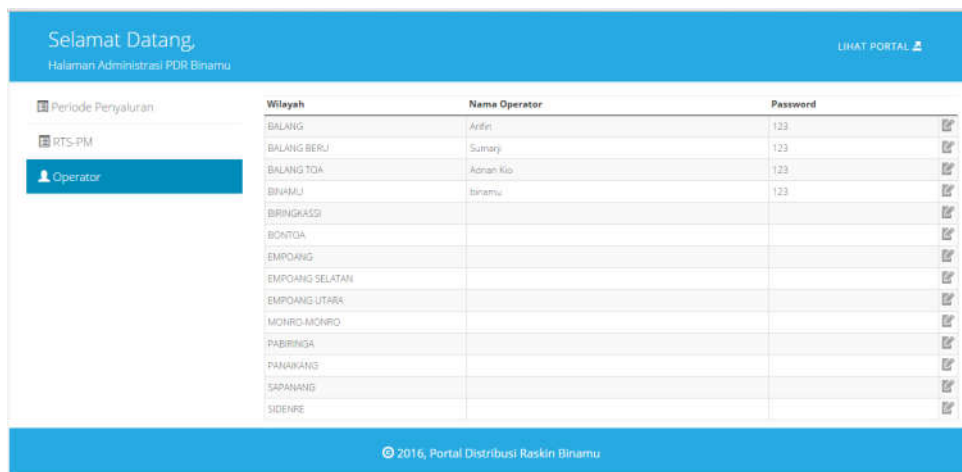 Selamat Datang,
Halaman Administrasi PDR Binamu
LIHAT PORTAL
Periode Penyaluran
RTS-PM
Operator
Wilayah Nama Operator Password
BALANG Arifin 123
BALANG BERU Sumarji 123
BALANG TOA Adnan Kio 123
BINAMU binamu 123
BIRINGKASSI
BONTOA
EMPOANG
EMPOANG SELATAN
EMPOANG UTARA
MONRO-MONRO
PABIRINGA
PANAIKANG
SAPANANG
SIDENRE
© 2016, Portal Distribusi Raskin Binamu